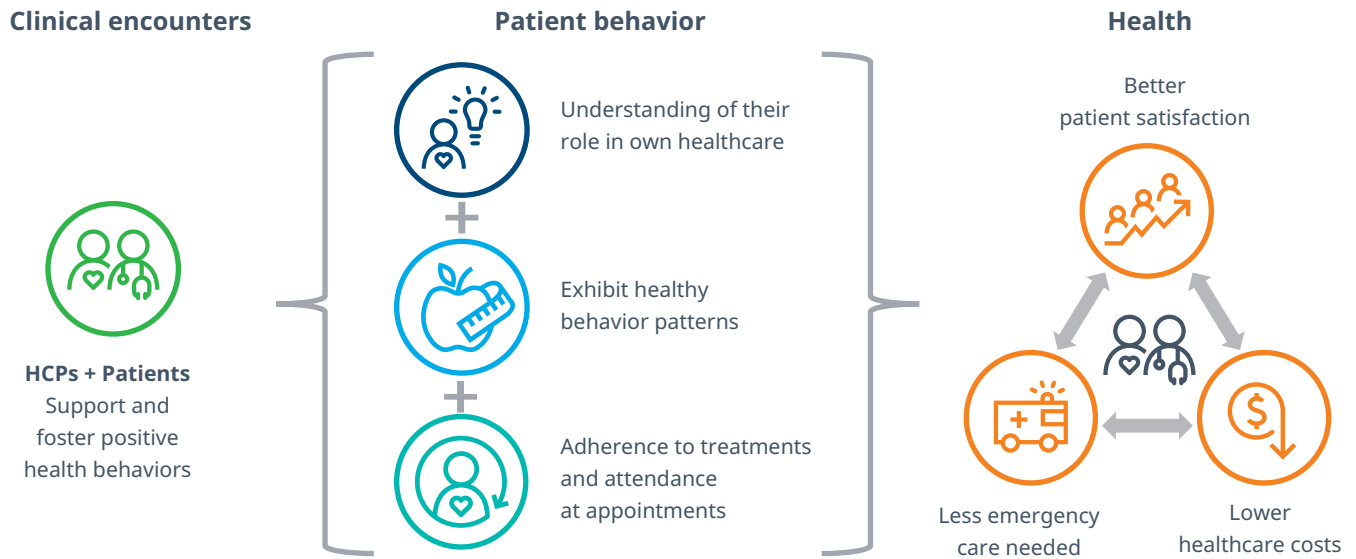 Clinical encounters
Patient behavior
Health
HCPs + Patients
Support and
foster positive
health behaviors
Understanding of their
role in own healthcare
Exhibit healthy
behavior patterns
Adherence to treatments
and attendance
at appointments
Better
patient satisfaction
Less emergency
care needed
Lower
healthcare costs